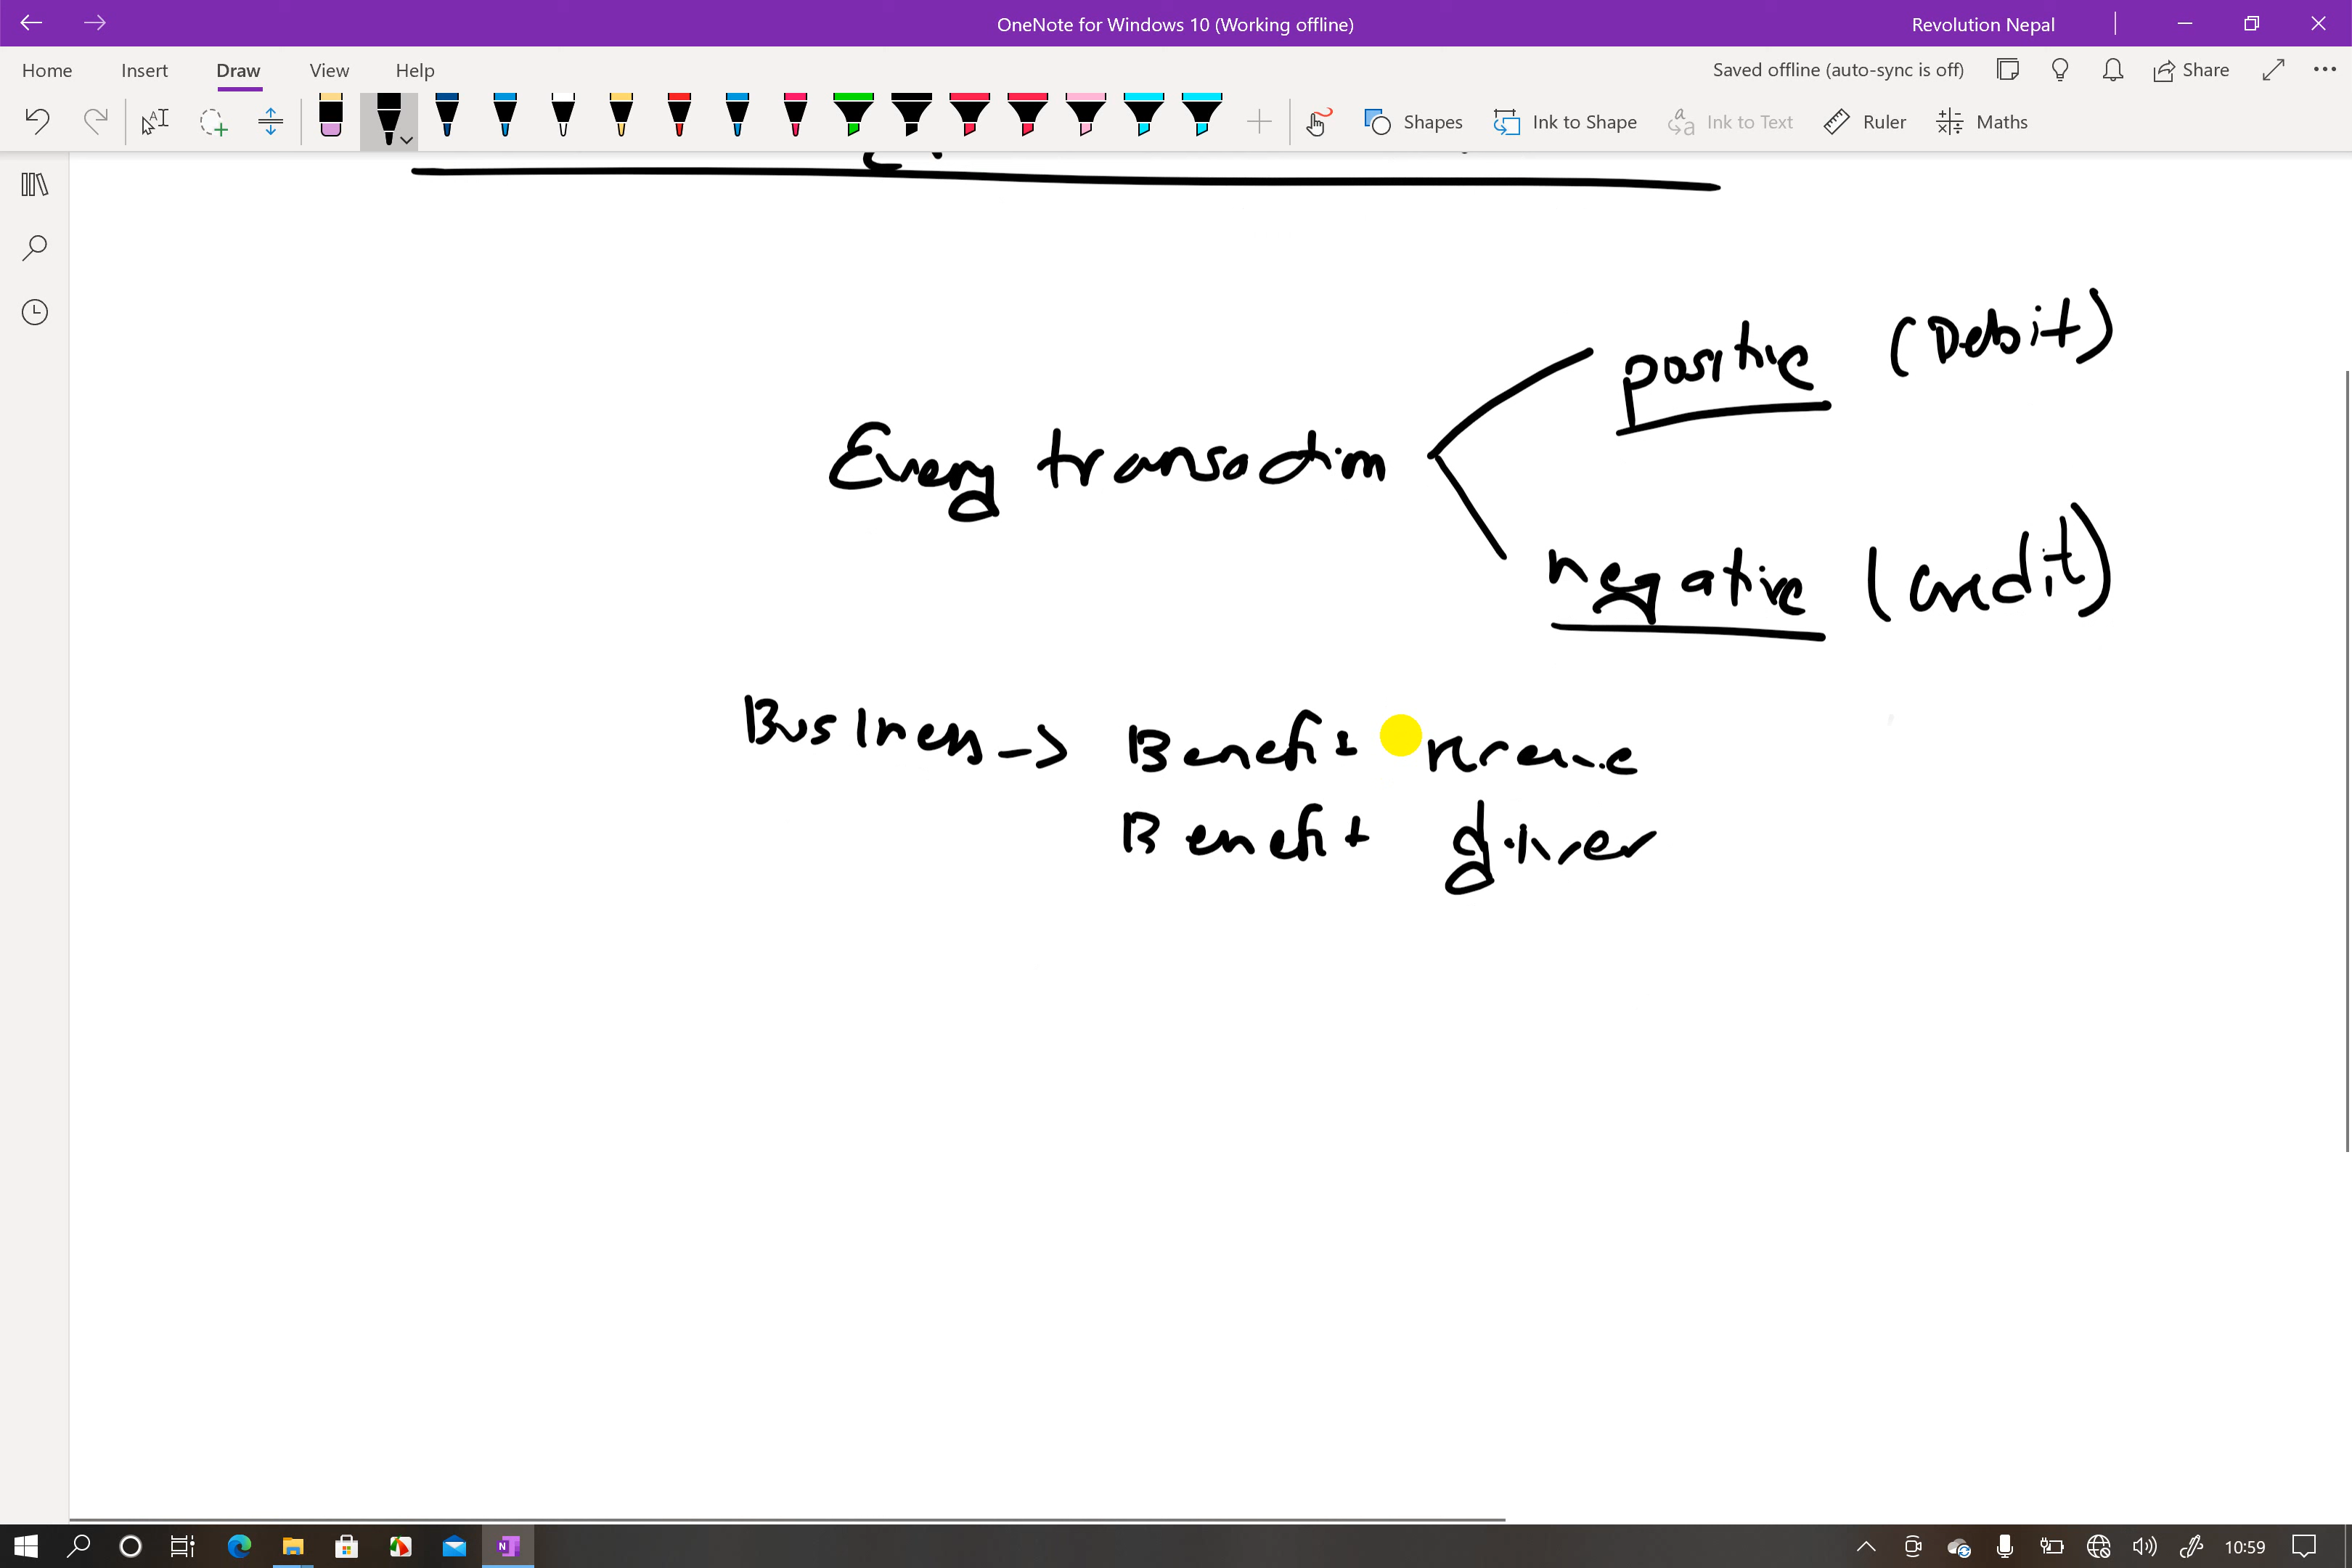 OneNote for Windows 10 (Working offline)
Revolution Nepal
Home Insert Draw View Help
Saved offline (auto-sync is off) Share
Shapes Ink to Shape Ink to Text Ruler Maths
positive (Debit)
Every transaction
negative (credit)
Business -> Benefit
Benefit giver
10:59